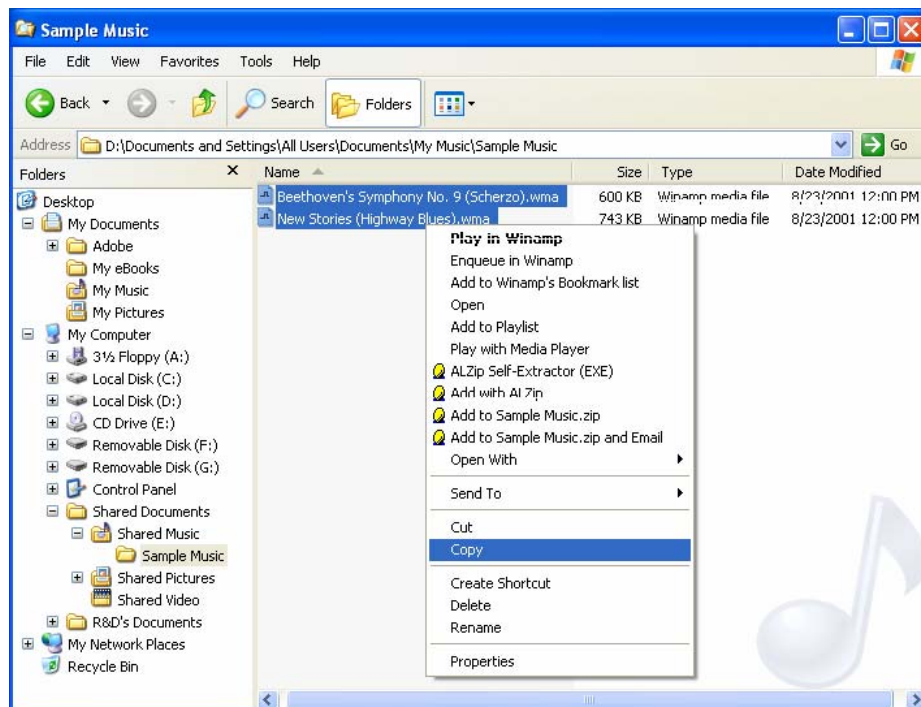 Sample Music
File Edit View Favorites Tools Help
Back Search Folders
Address D:\Documents and Settings\All Users\Documents\My Music\Sample Music Go
Folders X Name Size Type Date Modified
Desktop
My Documents
Adobe
My eBooks
My Music
My Pictures
My Computer
3½ Floppy (A:)
Local Disk (C:)
Local Disk (D:)
CD Drive (E:)
Removable Disk (F:)
Removable Disk (G:)
Control Panel
Shared Documents
Shared Music
Sample Music
Shared Pictures
Shared Video
R&D's Documents
My Network Places
Recycle Bin
Beethoven's Symphony No. 9 (Scherzo).wma 600 KB Winamp media file 8/23/2001 12:00 PM
New Stories (Highway Blues).wma 743 KB Winamp media file 8/23/2001 12:00 PM
Play in Winamp
Enqueue in Winamp
Add to Winamp's Bookmark list
Open
Add to Playlist
Play with Media Player
ALZip Self-Extractor (EXE)
Add with ALZip
Add to Sample Music.zip
Add to Sample Music.zip and Email
Open With
Send To
Cut
Copy
Create Shortcut
Delete
Rename
Properties